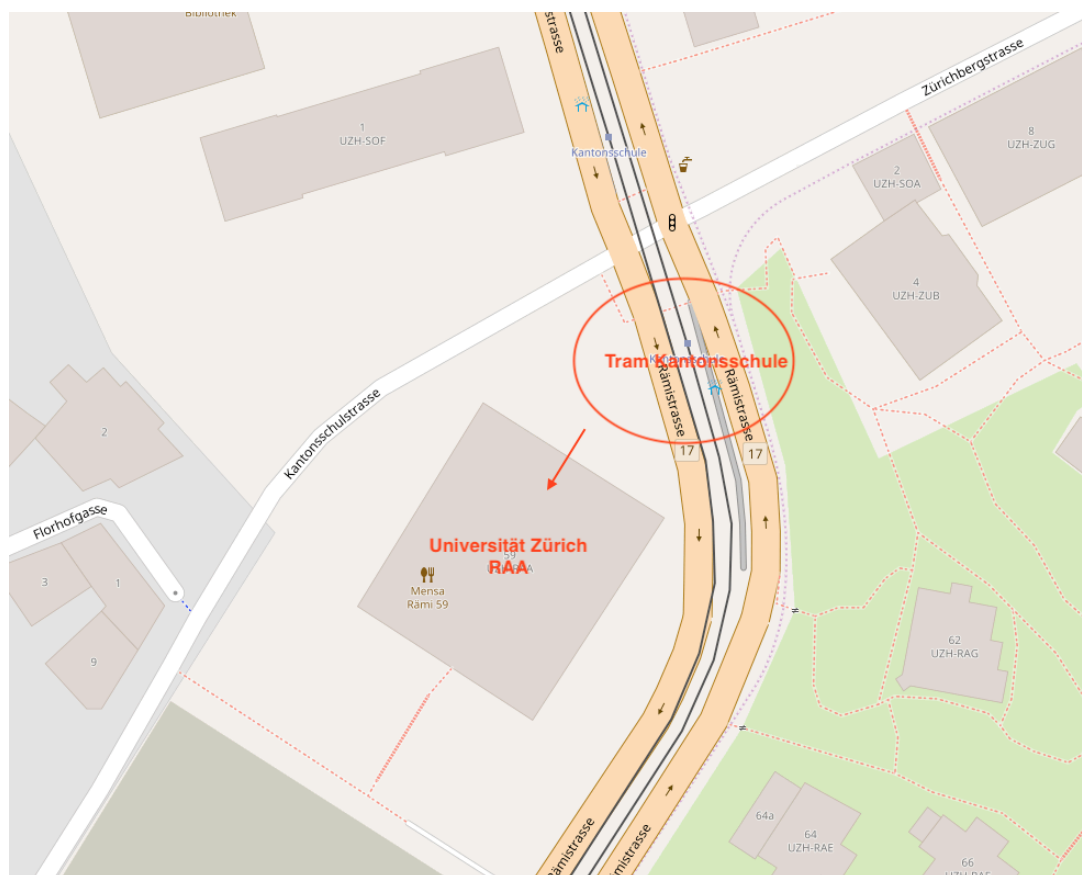 Bibliothek
Rämistrasse
Zürichbergstrasse
1
UZH-SOF
Kantonsschule
8
UZH-ZUG
2
UZH-SOA
4
UZH-ZUB
Tram Kantonsschule
Rämistrasse
Rämistrasse
17
17
Kantonsschulstrasse
2
Florhofgasse
3
1
9
Universität Zürich
RAA
59
Mensa
Rämi 59
62
UZH-RAG
64a
64
UZH-RAE
66
Rämistrasse
Rämistrasse